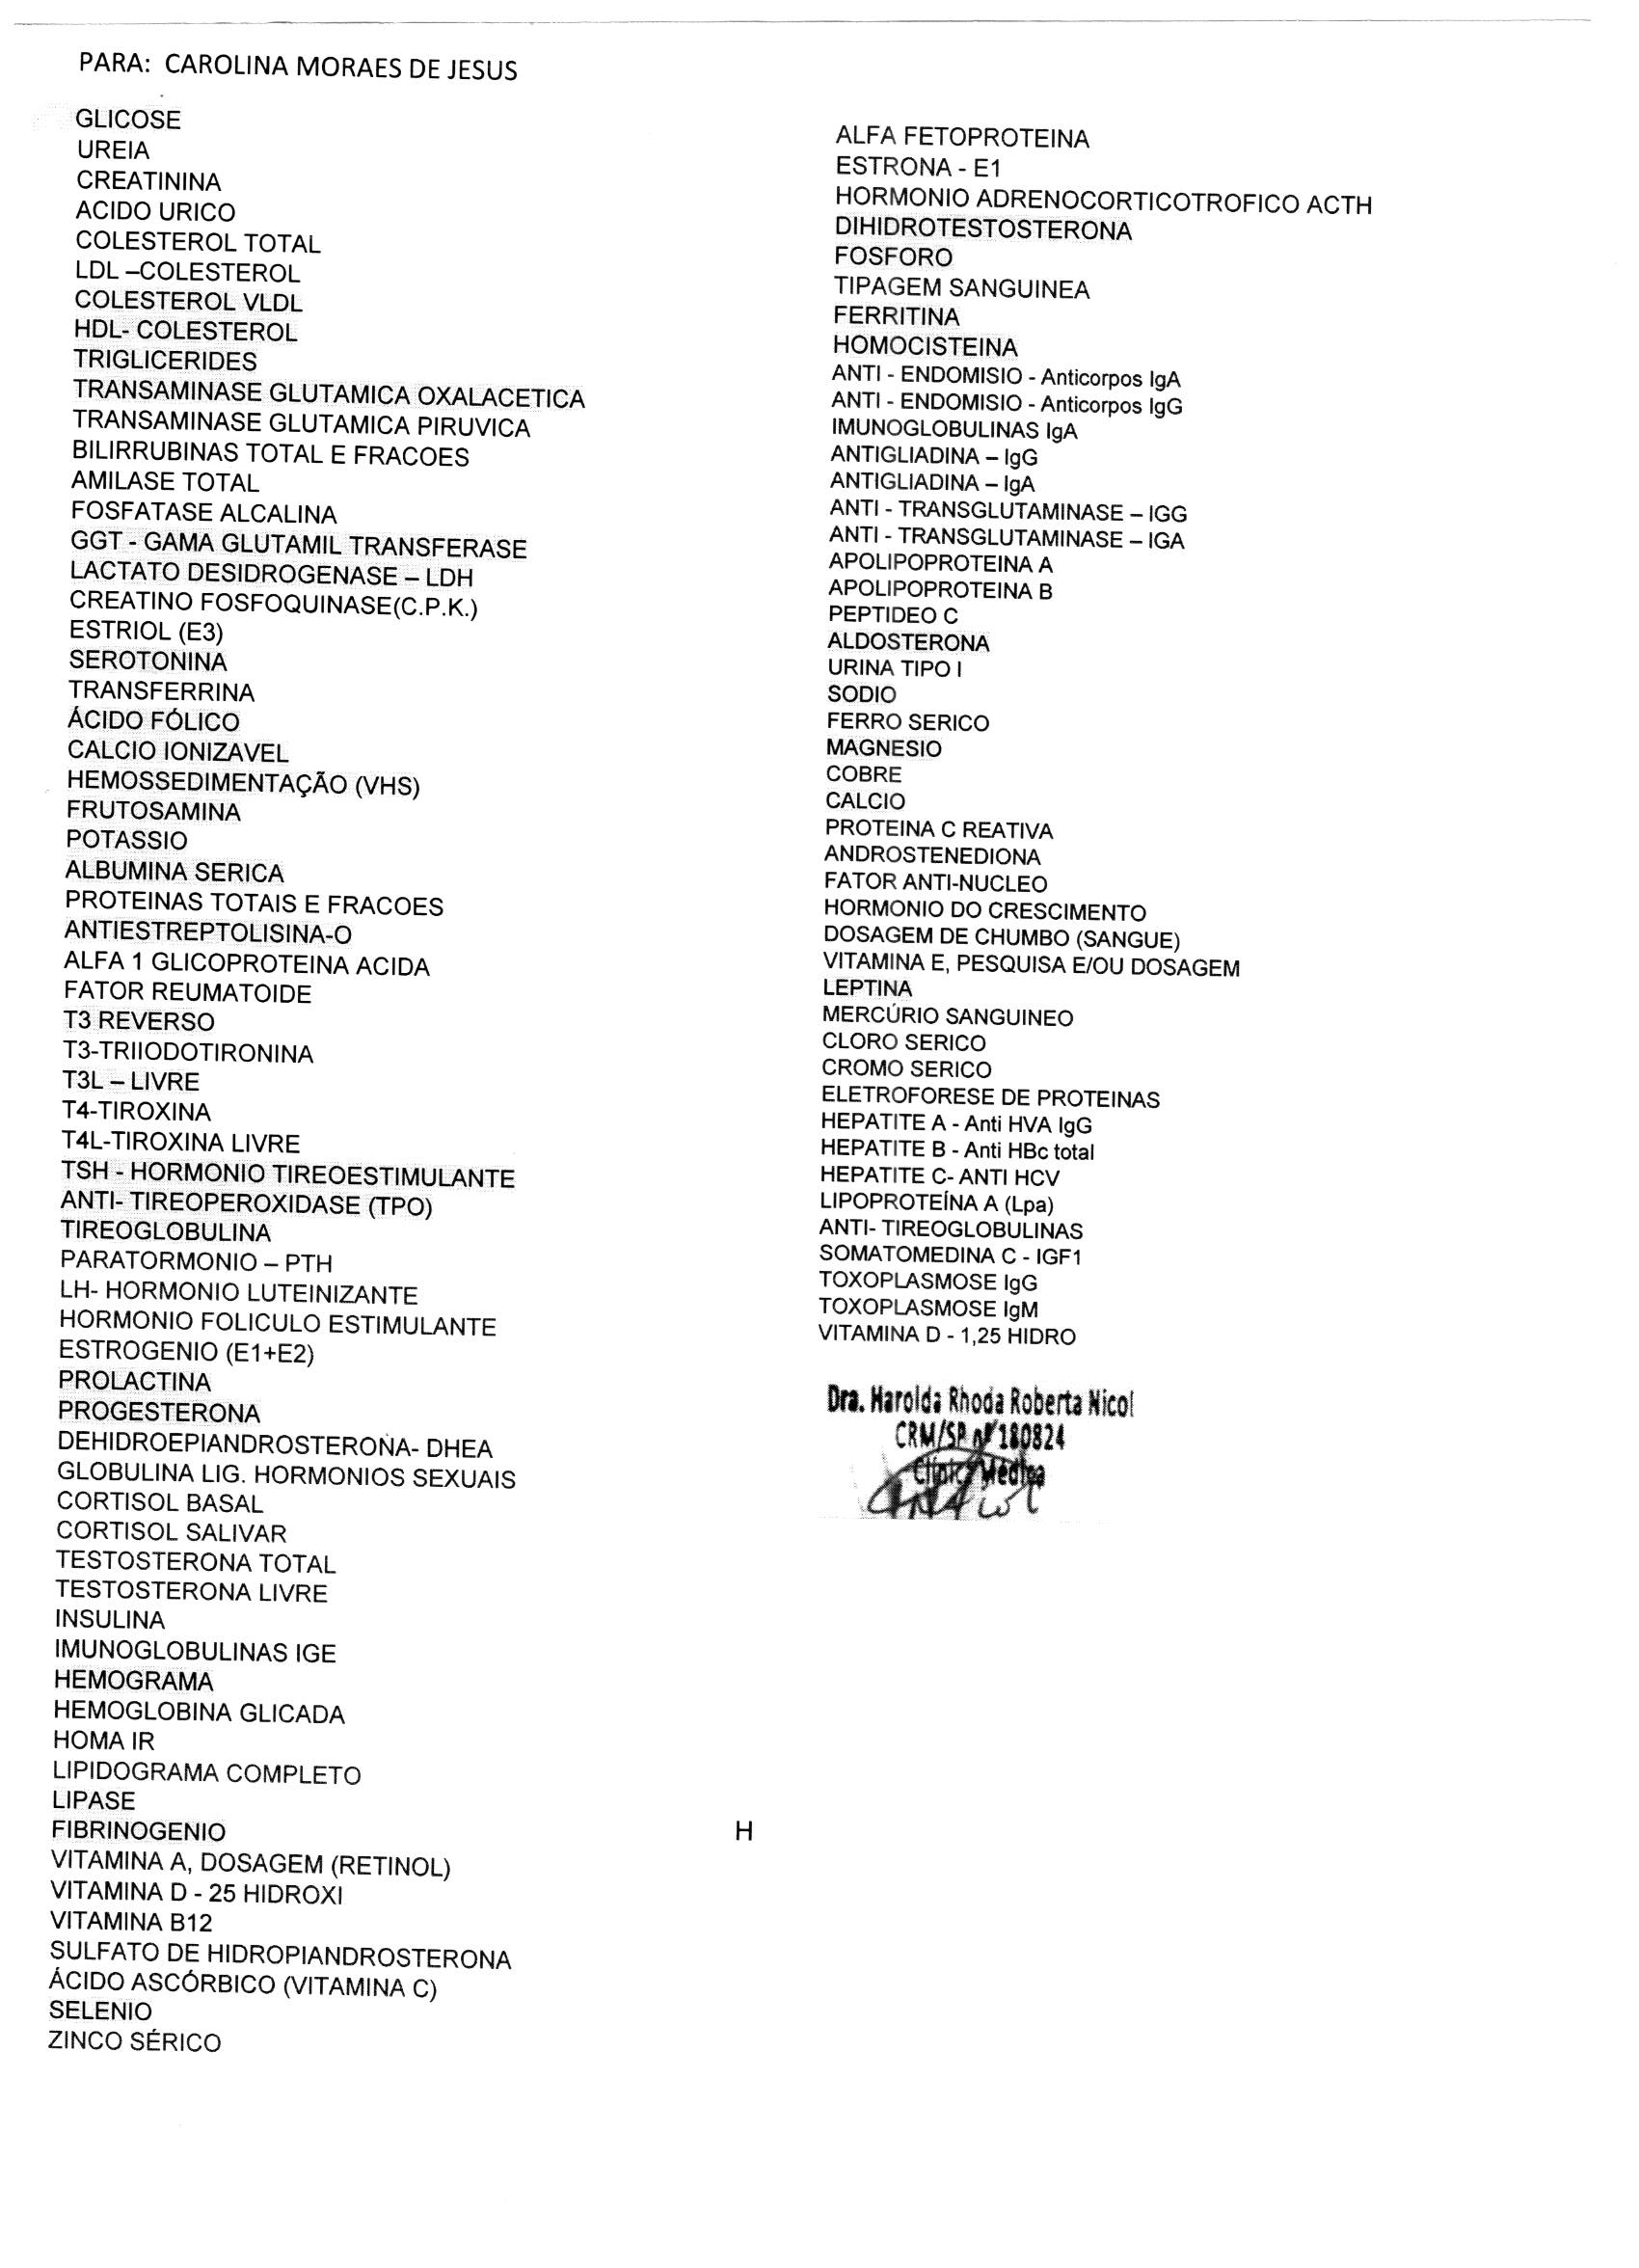 PARA: CAROLINA MORAES DE JESUS
GLICOSE
UREIA
CREATININA
ACIDO URICO
COLESTEROL TOTAL
LDL –COLESTEROL
COLESTEROL VLDL
HDL- COLESTEROL
TRIGLICERIDES
TRANSAMINASE GLUTAMICA OXALACETICA
TRANSAMINASE GLUTAMICA PIRUVICA
BILIRRUBINAS TOTAL E FRACOES
AMILASE TOTAL
FOSFATASE ALCALINA
GGT - GAMA GLUTAMIL TRANSFERASE
LACTATO DESIDROGENASE – LDH
CREATINO FOSFOQUINASE(C.P.K.)
ESTRIOL (E3)
SEROTONINA
TRANSFERRINA
ÁCIDO FÓLICO
CALCIO IONIZAVEL
HEMOSSEDIMENTAÇÃO (VHS)
FRUTOSAMINA
POTASSIO
ALBUMINA SERICA
PROTEINAS TOTAIS E FRACOES
ANTIESTREPTOLISINA-O
ALFA 1 GLICOPROTEINA ACIDA
FATOR REUMATOIDE
T3 REVERSO
T3-TRIIODOTIRONINA
T3L – LIVRE
T4-TIROXINA
T4L-TIROXINA LIVRE
TSH - HORMONIO TIREOESTIMULANTE
ANTI- TIREOPEROXIDASE (TPO)
TIREOGLOBULINA
PARATORMONIO – PTH
LH- HORMONIO LUTEINIZANTE
HORMONIO FOLICULO ESTIMULANTE
ESTROGENIO (E1+E2)
PROLACTINA
PROGESTERONA
DEHIDROEPIANDROSTERONA- DHEA
GLOBULINA LIG. HORMONIOS SEXUAIS
CORTISOL BASAL
CORTISOL SALIVAR
TESTOSTERONA TOTAL
TESTOSTERONA LIVRE
INSULINA
IMUNOGLOBULINAS IGE
HEMOGRAMA
HEMOGLOBINA GLICADA
HOMA IR
LIPIDOGRAMA COMPLETO
LIPASE
FIBRINOGENIO
VITAMINA A, DOSAGEM (RETINOL)
VITAMINA D - 25 HIDROXI
VITAMINA B12
SULFATO DE HIDROPIANDROSTERONA
ÁCIDO ASCÓRBICO (VITAMINA C)
SELENIO
ZINCO SÉRICO
ALFA FETOPROTEINA
ESTRONA - E1
HORMONIO ADRENOCORTICOTROFICO ACTH
DIHIDROTESTOSTERONA
FOSFORO
TIPAGEM SANGUINEA
FERRITINA
HOMOCISTEINA
ANTI - ENDOMISIO - Anticorpos IgA
ANTI - ENDOMISIO - Anticorpos IgG
IMUNOGLOBULINAS IgA
ANTIGLIADINA – IgG
ANTIGLIADINA – IgA
ANTI - TRANSGLUTAMINASE – IGG
ANTI - TRANSGLUTAMINASE – IGA
APOLIPOPROTEINA A
APOLIPOPROTEINA B
PEPTIDEO C
ALDOSTERONA
URINA TIPO I
SODIO
FERRO SERICO
MAGNESIO
COBRE
CALCIO
PROTEINA C REATIVA
ANDROSTENEDIONA
FATOR ANTI-NUCLEO
HORMONIO DO CRESCIMENTO
DOSAGEM DE CHUMBO (SANGUE)
VITAMINA E, PESQUISA E/OU DOSAGEM
LEPTINA
MERCÚRIO SANGUINEO
CLORO SERICO
CROMO SERICO
ELETROFORESE DE PROTEINAS
HEPATITE A - Anti HVA IgG
HEPATITE B - Anti HBc total
HEPATITE C- ANTI HCV
LIPOPROTEÍNA A (Lpa)
ANTI- TIREOGLOBULINAS
SOMATOMEDINA C - IGF1
TOXOPLASMOSE IgG
TOXOPLASMOSE IgM
VITAMINA D - 1,25 HIDRO
Dra. Harolda Rhoda Roberta Nicol
CRM/SP nº 180824
Clínica Médica
H